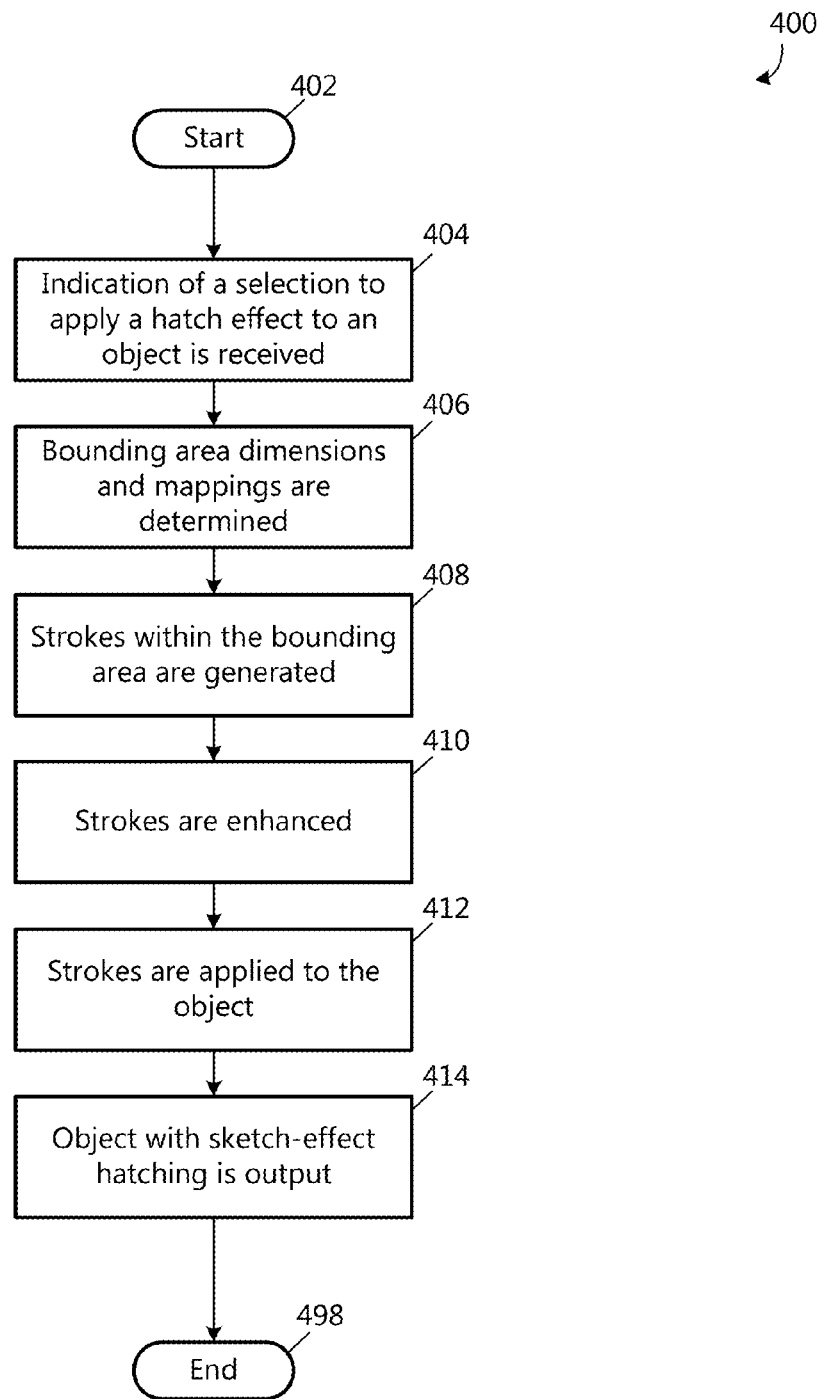 400
402
Start
404
Indication of a selection to
apply a hatch effect to an
object is received
406
Bounding area dimensions
and mappings are
determined
408
Strokes within the bounding
area are generated
410
Strokes are enhanced
412
Strokes are applied to the
object
414
Object with sketch-effect
hatching is output
498
End